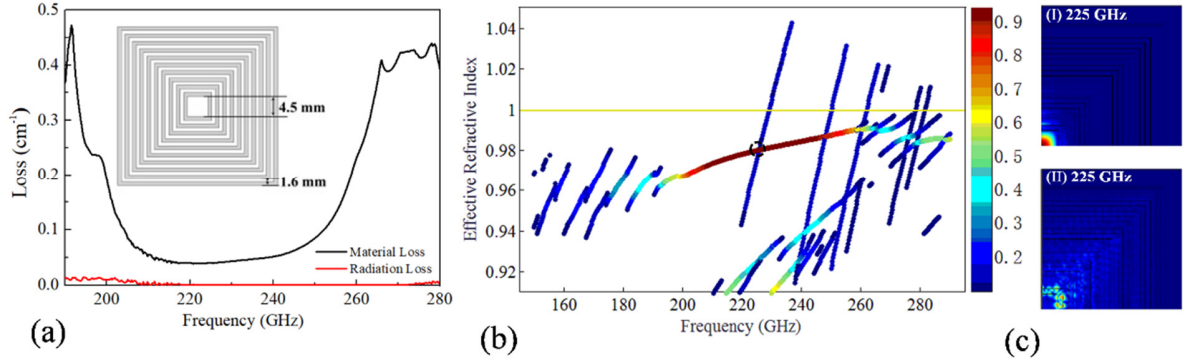 (a)
0.5
0.4
0.3
0.2
0.1
0.0
Loss (cm-1)
4.5 mm
1.6 mm
Material Loss
Radiation Loss
200
220
240
260
280
Frequency (GHz)
(b)
1.04
1.02
1
0.98
0.96
0.94
0.92
Effective Refractive Index
160
180
200
220
240
260
280
Frequency (GHz)
0.9
0.8
0.7
0.6
0.5
0.4
0.3
0.2
(c)
(I) 225 GHz
(II) 225 GHz